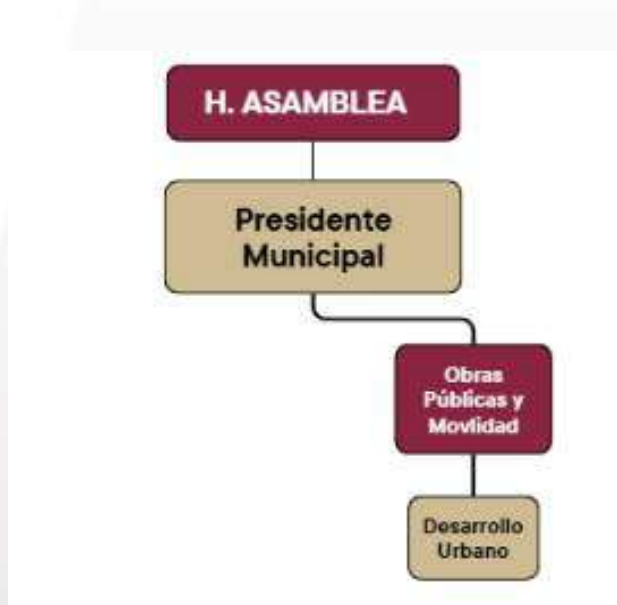 H. ASAMBLEA
Presidente
Municipal
Obras
Públicas y
Movlidad
Desarrollo
Urbano